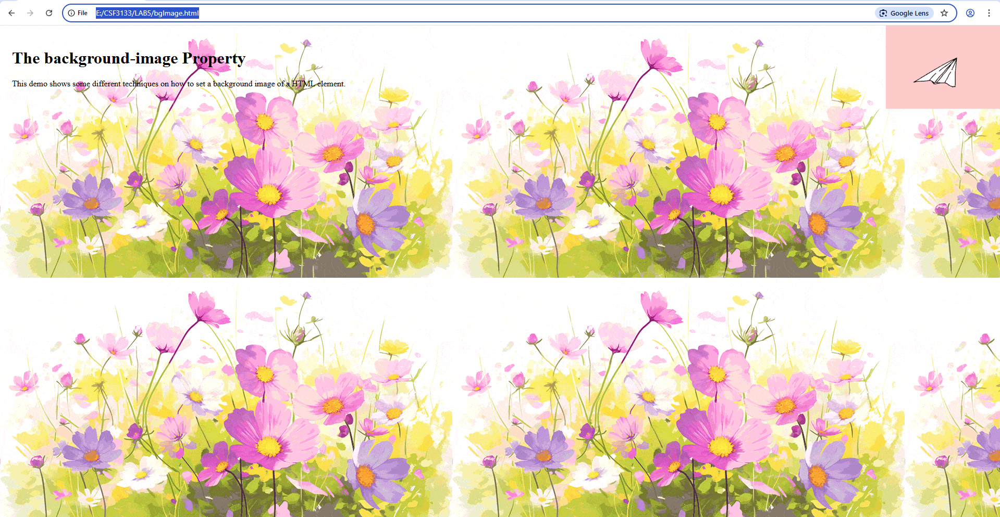 File E:/CSF3133/LAB5/bgImage.html Google Lens
The background-image Property
This demo shows some different techniques on how to set a background image of a HTML element.